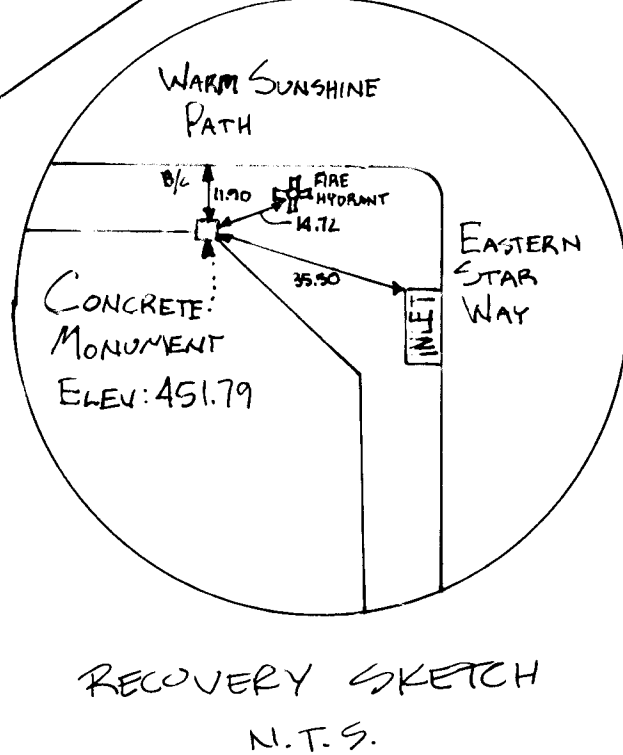 WARM SUNSHINE
PATH
B/C
11.90
FIRE
HYDRANT
14.72
EASTERN
STAR
WAY
35.50
INLET
CONCRETE
MONUMENT
ELEV: 451.79
RECOVERY SKETCH
N.T.S.